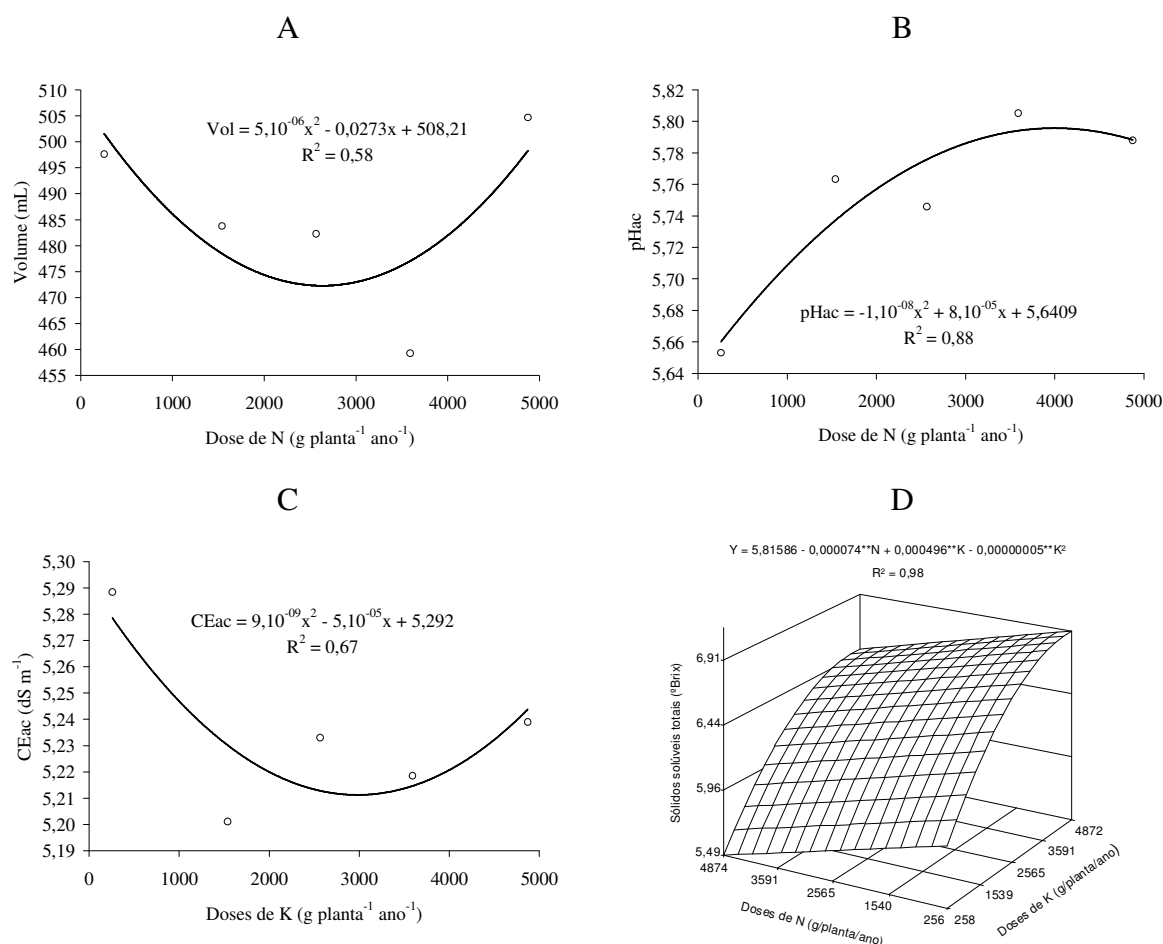 A
510
505
500
495
490
485
480
475
470
465
460
455
Volume (mL)
Vol = 5,10⁻⁰⁶x² - 0,0273x + 508,21
R² = 0,58
0 1000 2000 3000 4000 5000
Dose de N (g planta⁻¹ ano⁻¹)
B
5,82
5,80
5,78
5,76
5,74
5,72
5,70
5,68
5,66
5,64
pHac
pHac = -1,10⁻⁰⁸x² + 8,10⁻⁰⁵x + 5,6409
R² = 0,88
0 1000 2000 3000 4000 5000
Dose de N (g planta⁻¹ ano⁻¹)
C
5,30
5,29
5,28
5,27
5,26
5,25
5,24
5,23
5,22
5,21
5,20
5,19
CEac (dS m⁻¹)
CEac = 9,10⁻⁰⁹x² - 5,10⁻⁰⁵x + 5,292
R² = 0,67
0 1000 2000 3000 4000 5000
Doses de K (g planta⁻¹ ano⁻¹)
D
Y = 5,81586 - 0,000074**N + 0,000496**K - 0,00000005**K²
R² = 0,98
6,91
6,44
5,96
5,49
Sólidos solúveis totais (ºBrix)
4874 3591 2565 1540 256
Doses de N (g/planta/ano)
258 1539 2565 3591 4872
Doses de K (g/planta/ano)